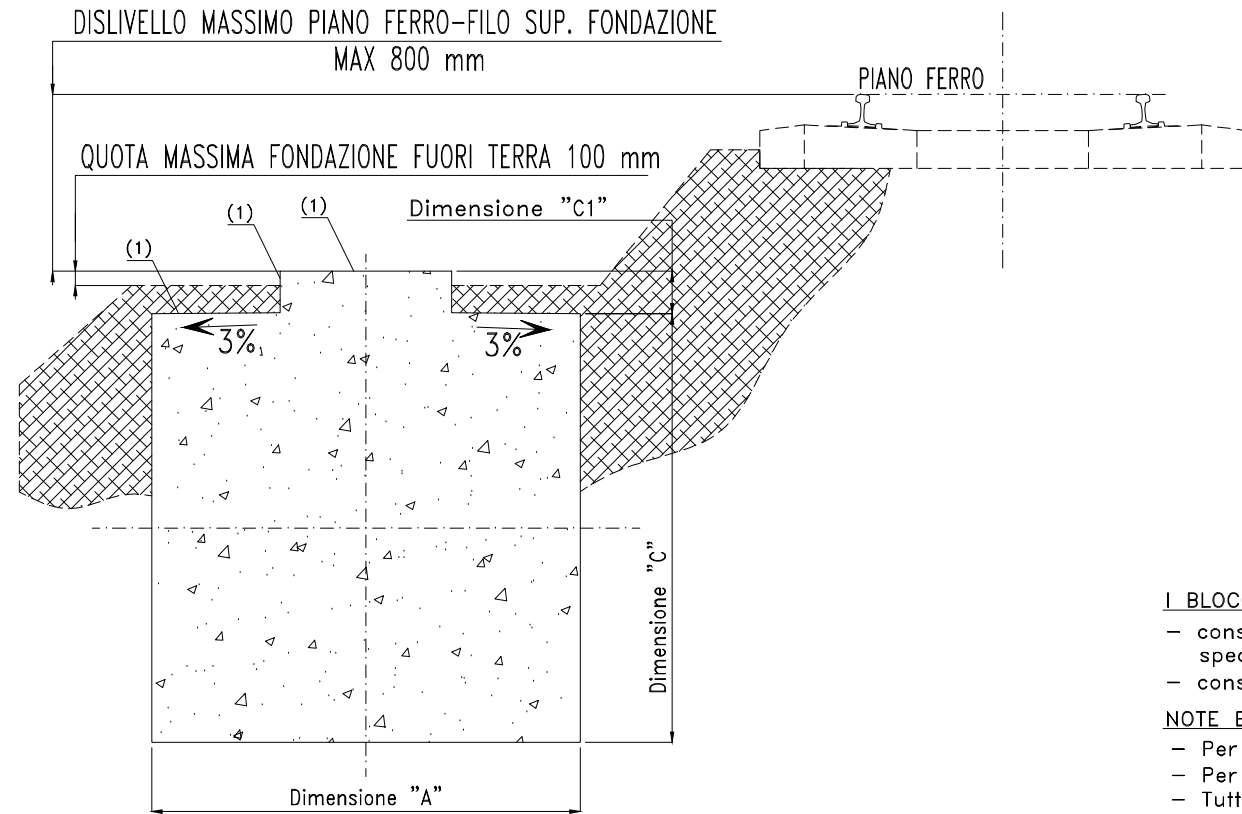 DISLIVELLO MASSIMO PIANO FERRO-FILO SUP. FONDAZIONE
MAX 800 mm
PIANO FERRO
QUOTA MASSIMA FONDAZIONE FUORI TERRA 100 mm
Dimensione "C1"
(1)
(1)
(1)
3%
3%
Dimensione "C"
Dimensione "A"
I BLOC
- cons
spec
- cons
NOTE E
- Per
- Per
- Tutt